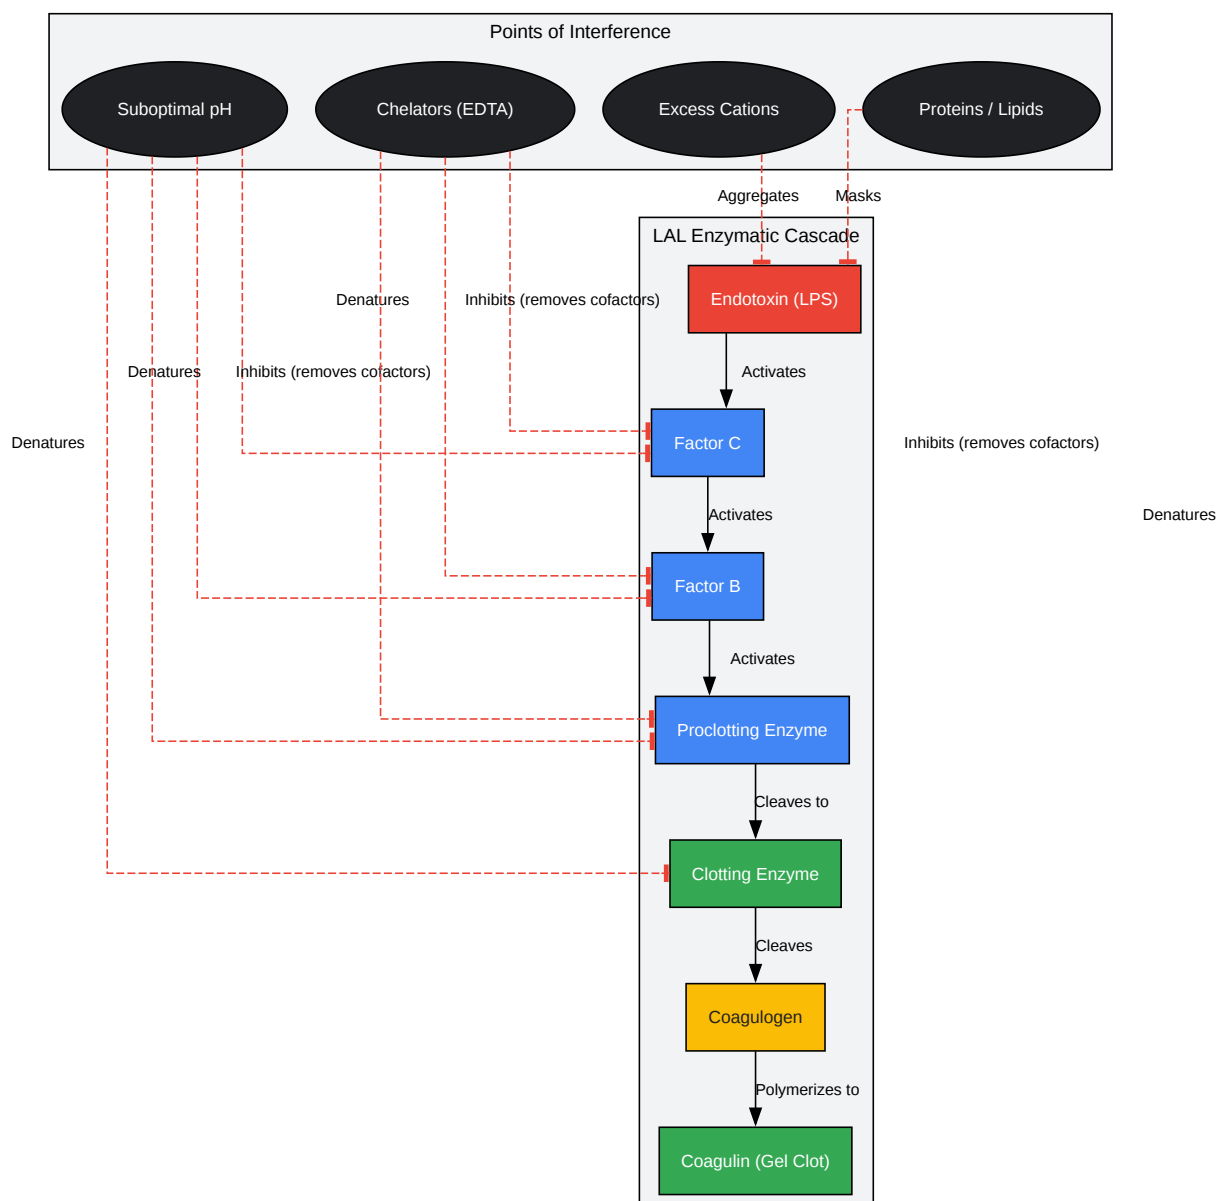 Points of Interference
Suboptimal pH
Chelators (EDTA)
Excess Cations
Proteins / Lipids
Aggregates
Masks
LAL Enzymatic Cascade
Denatures
Inhibits (removes cofactors)
Endotoxin (LPS)
Denatures
Inhibits (removes cofactors)
Activates
Denatures
Factor C
Inhibits (removes cofactors)
Activates
Denatures
Factor B
Activates
Proclotting Enzyme
Cleaves to
Clotting Enzyme
Cleaves
Coagulogen
Polymerizes to
Coagulin (Gel Clot)